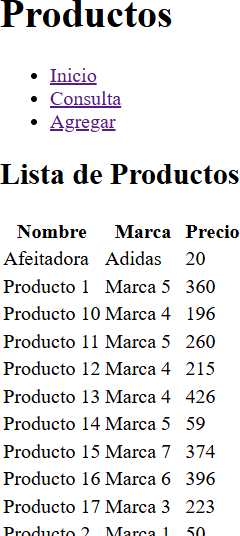 Productos
Inicio
Consulta
Agregar
Lista de Productos
Nombre Marca Precio
Afeitadora Adidas 20
Producto 1 Marca 5 360
Producto 10 Marca 4 196
Producto 11 Marca 5 260
Producto 12 Marca 4 215
Producto 13 Marca 4 426
Producto 14 Marca 5 59
Producto 15 Marca 7 374
Producto 16 Marca 6 396
Producto 17 Marca 3 223
Producto 2 Marca 1 50